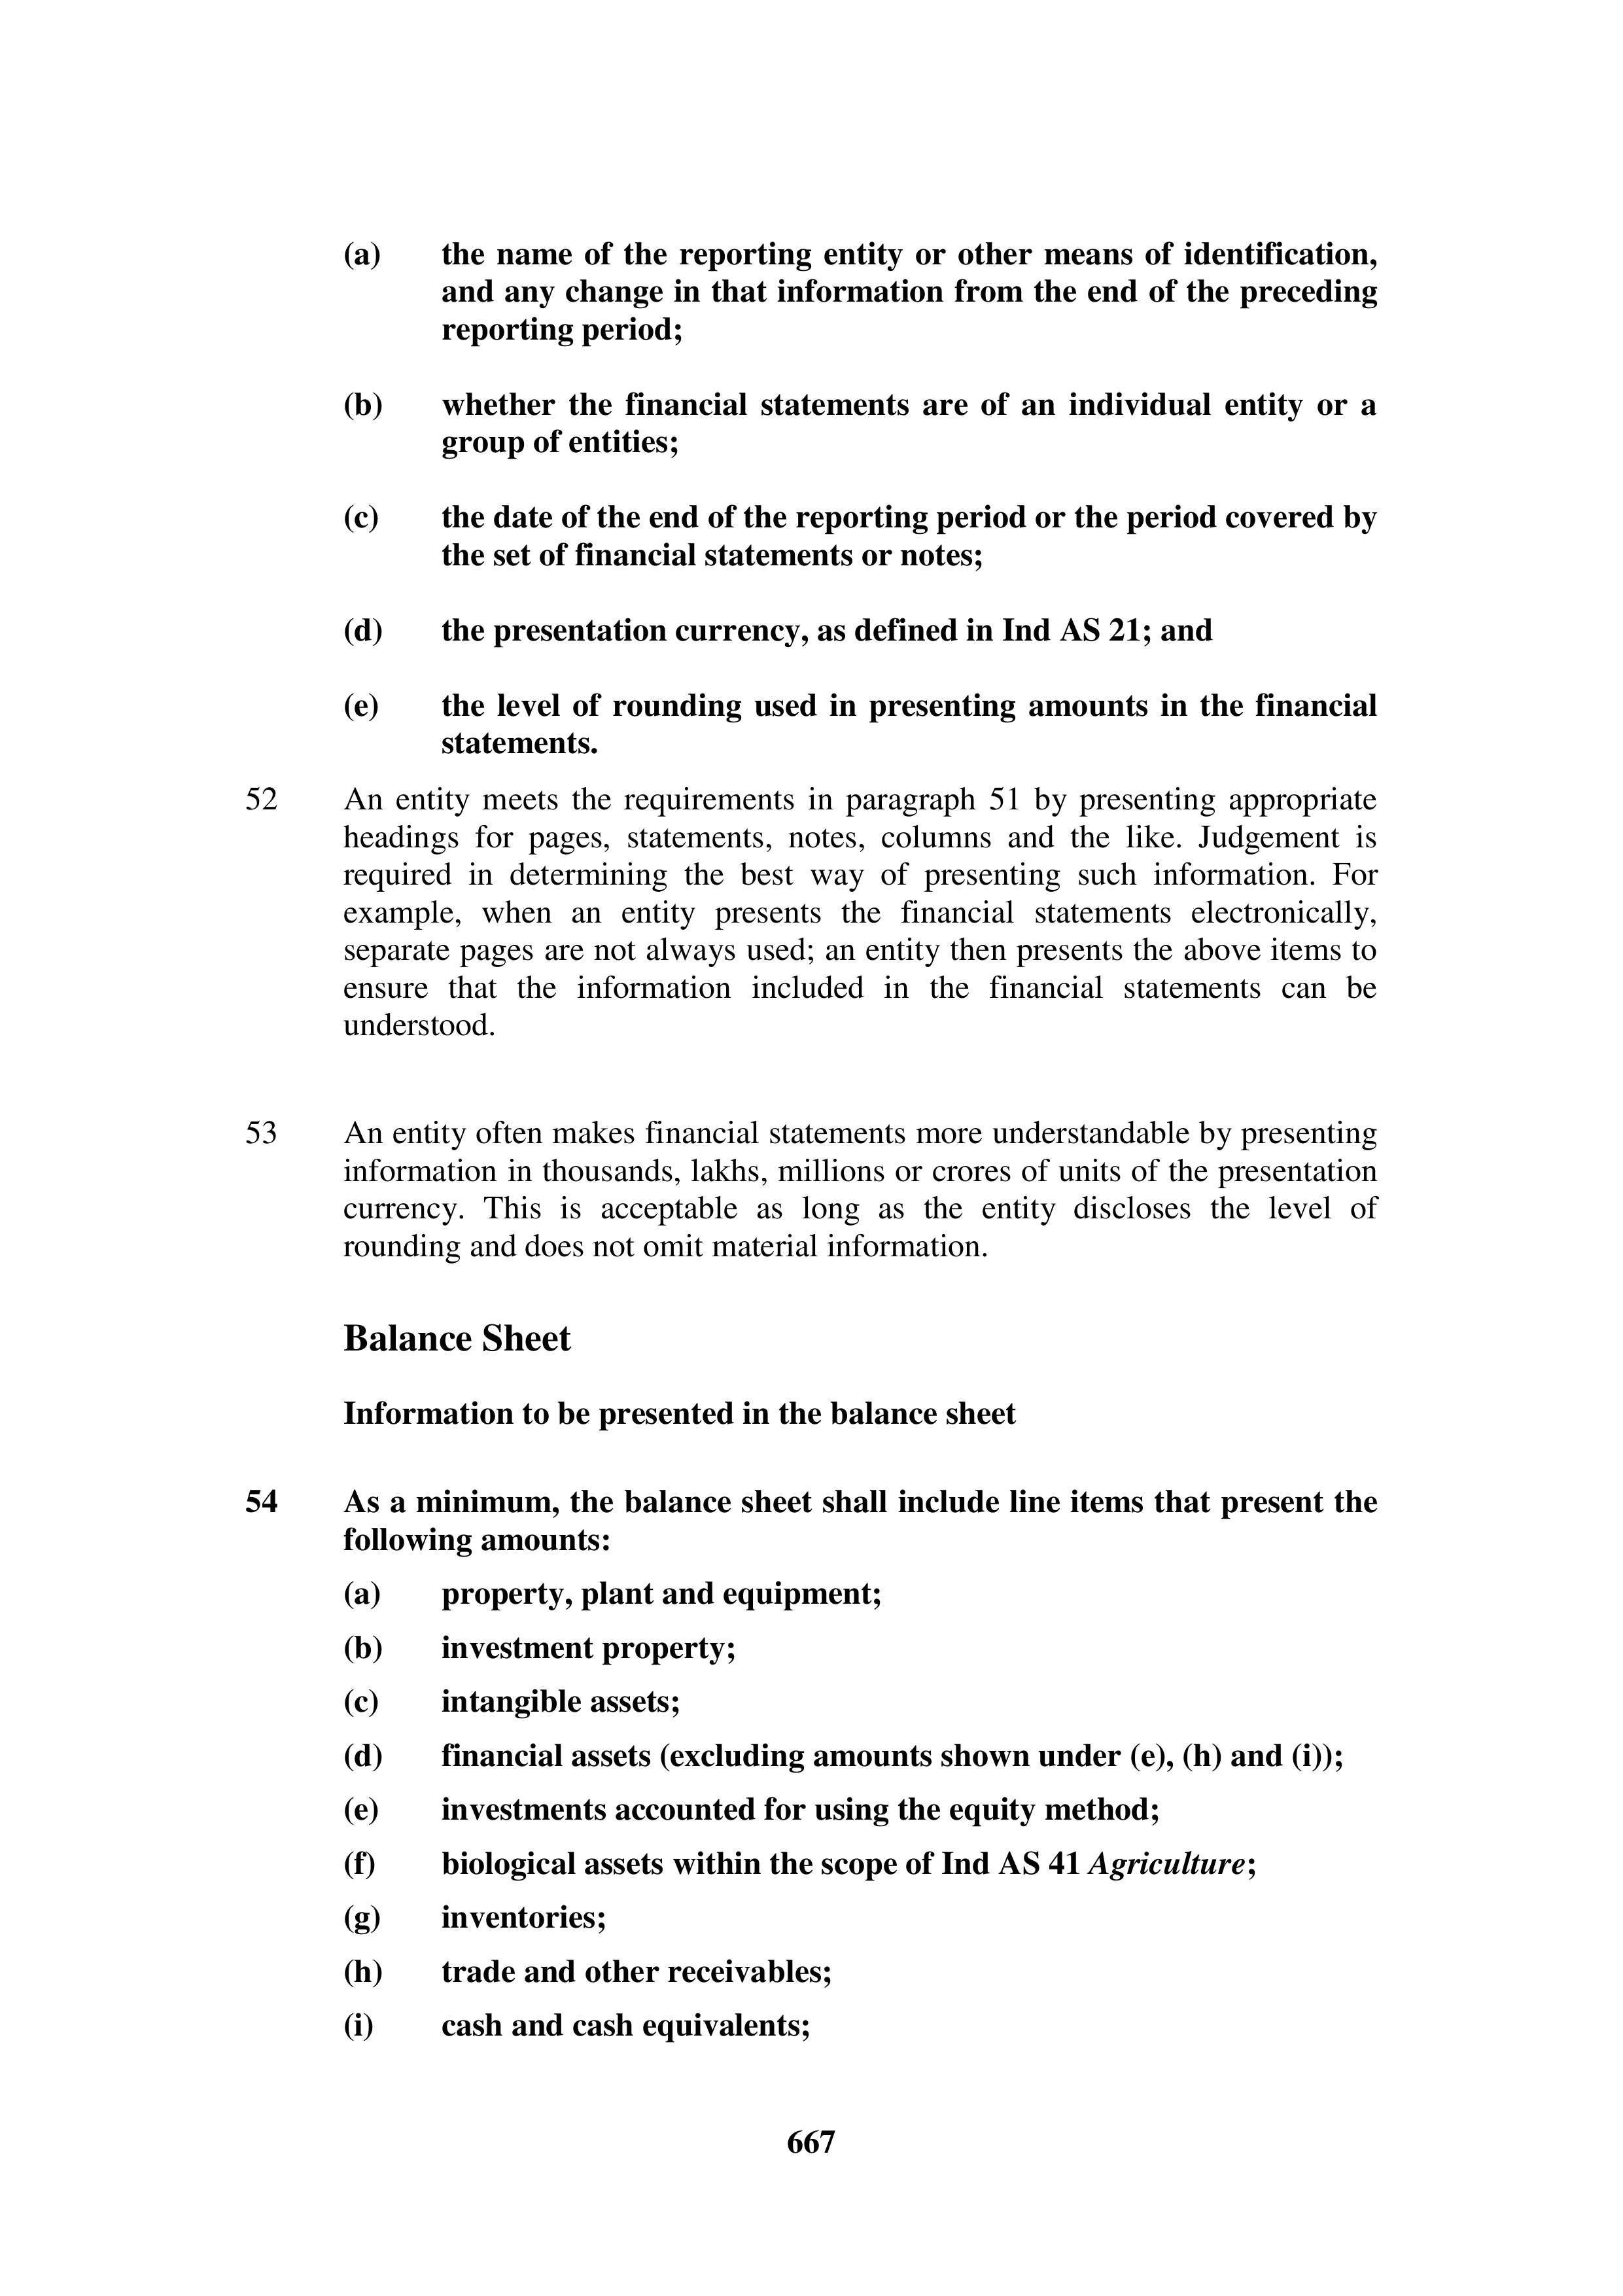 (a) the name of the reporting entity or other means of identification,
and any change in that information from the end of the preceding
reporting period;
(b) whether the financial statements are of an individual entity or a
group of entities;
(c) the date of the end of the reporting period or the period covered by
the set of financial statements or notes;
(d) the presentation currency, as defined in Ind AS 21; and
(e) the level of rounding used in presenting amounts in the financial
statements.
52 An entity meets the requirements in paragraph 51 by presenting appropriate
headings for pages, statements, notes, columns and the like. Judgement is
required in determining the best way of presenting such information. For
example, when an entity presents the financial statements electronically,
separate pages are not always used; an entity then presents the above items to
ensure that the information included in the financial statements can be
understood.
53 An entity often makes financial statements more understandable by presenting
information in thousands, lakhs, millions or crores of units of the presentation
currency. This is acceptable as long as the entity discloses the level of
rounding and does not omit material information.
Balance Sheet
Information to be presented in the balance sheet
54 As a minimum, the balance sheet shall include line items that present the
following amounts:
(a) property, plant and equipment;
(b) investment property;
(c) intangible assets;
(d) financial assets (excluding amounts shown under (e), (h) and (i));
(e) investments accounted for using the equity method;
(f) biological assets within the scope of Ind AS 41 Agriculture;
(g) inventories;
(h) trade and other receivables;
(i) cash and cash equivalents;
667